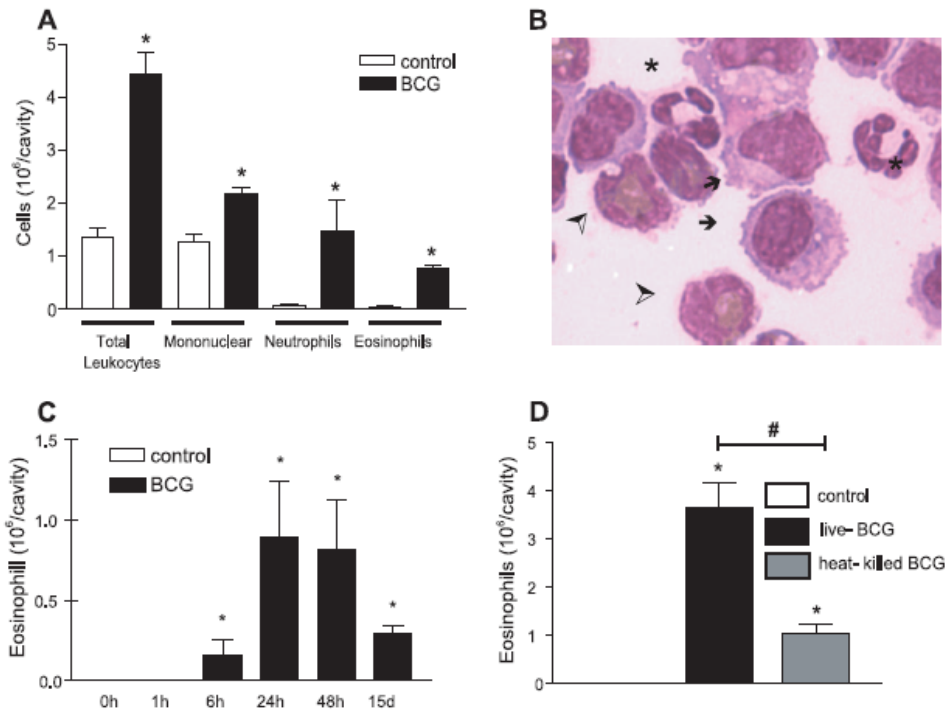 A
Cells (10⁶/cavity)
5
4
3
2
1
0
control
BCG
*
*
*
*
Total
Leukocytes
Mononuclear
Neutrophils
Eosinophils
B
*
*
C
Eosinophill (10⁶/cavity)
1.5
1.0
0.5
0.0
control
BCG
*
*
*
*
0h 1h 6h 24h 48h 15d
D
Eosinophils (10⁶/cavity)
5
4
3
2
1
0
#
*
*
control
live-BCG
heat-killed BCG